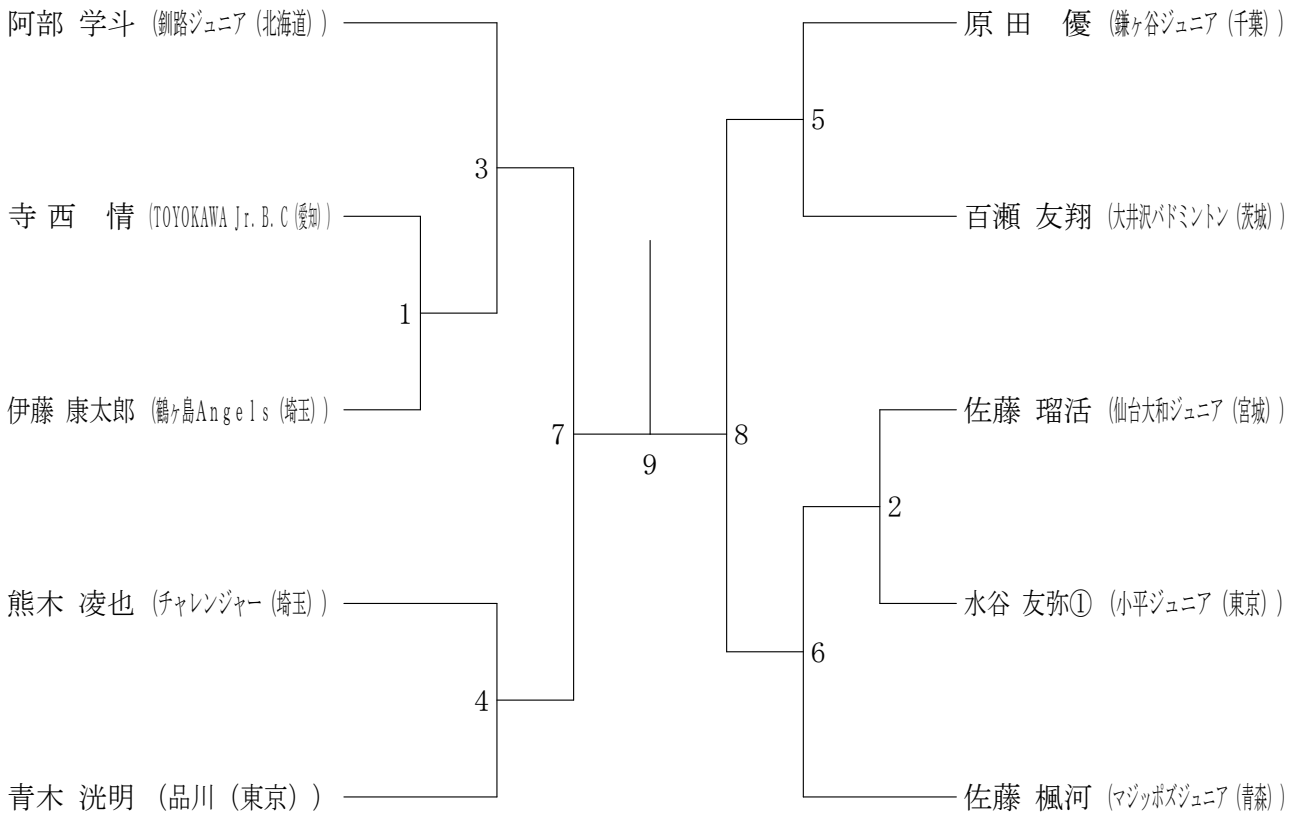 阿部 学斗 (釧路ジュニア (北海道) )
3
寺 西 情 (TOYOKAWA Jr. B. C (愛知) )
1
伊藤 康太郎 (鶴ヶ島Angels (埼玉) )
7
熊木 凌也 (チャレンジャー (埼玉) )
4
青木 洸明 (品川 (東京) )
9
原 田 優 (鎌ヶ谷ジュニア (千葉) )
5
百瀬 友翔 (大井沢バドミントン (茨城) )
8
佐藤 瑠活 (仙台大和ジュニア (宮城) )
2
水谷 友弥① (小平ジュニア (東京) )
6
佐藤 楓河 (マジッポズジュニア (青森) )